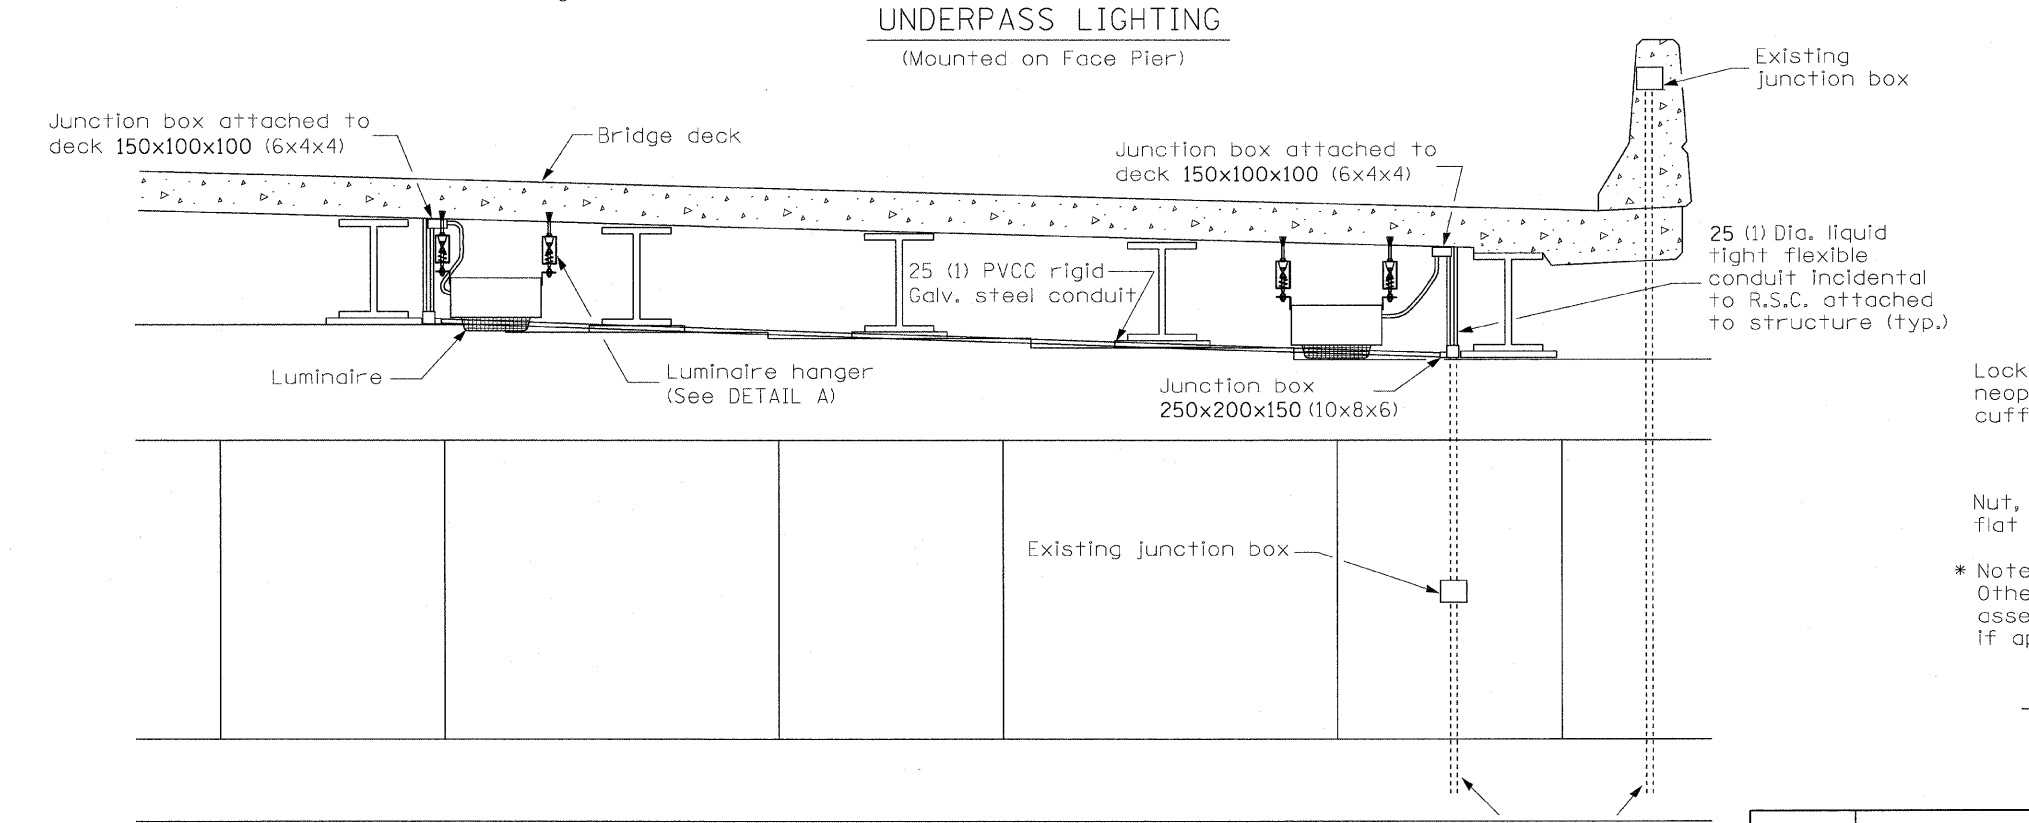 UNDERPASS LIGHTING
(Mounted on Face Pier)
Existing
junction box
Junction box attached to
deck 150x100x100 (6x4x4)
Bridge deck
Junction box attached to
deck 150x100x100 (6x4x4)
25 (1) Dia. liquid
tight flexible
conduit incidental
to R.S.C. attached
to structure (typ.)
25 (1) PVCC rigid
Galv. steel conduit
Luminaire
Luminaire hanger
(See DETAIL A)
Junction box
250x200x150 (10x8x6)
Lock
neop
cuff
Existing junction box
Nut,
flat
* Note
Othe
asse
if ap